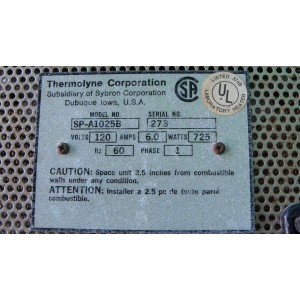 Thermolyne Corporation
Subsidiary of Sybron Corporation
Dubuque Iowa, U.S.A.
SA
LISTED
UL
LABORATORY HEATER
MODEL NO. SERIAL NO.
SP-A1025B 273
VOLTS 120 AMPS 6.0 WATTS 725
Hz 60 PHASE 1
CAUTION: Space unit 2.5 inches from combustible
walls under any condition.
ATTENTION: Installer a 2.5 po de toute paroi
combustible.